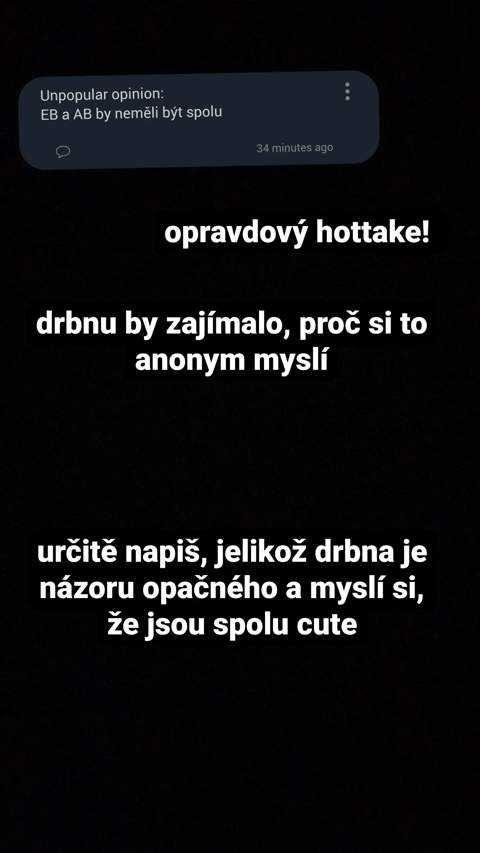 Unpopular opinion:
EB a AB by neměli být spolu
34 minutes ago
opravdový hottake!
drbnu by zajímalo, proč si to
anonym myslí
určitě napiš, jelikož drbna je
názoru opačného a myslí si,
že jsou spolu cute